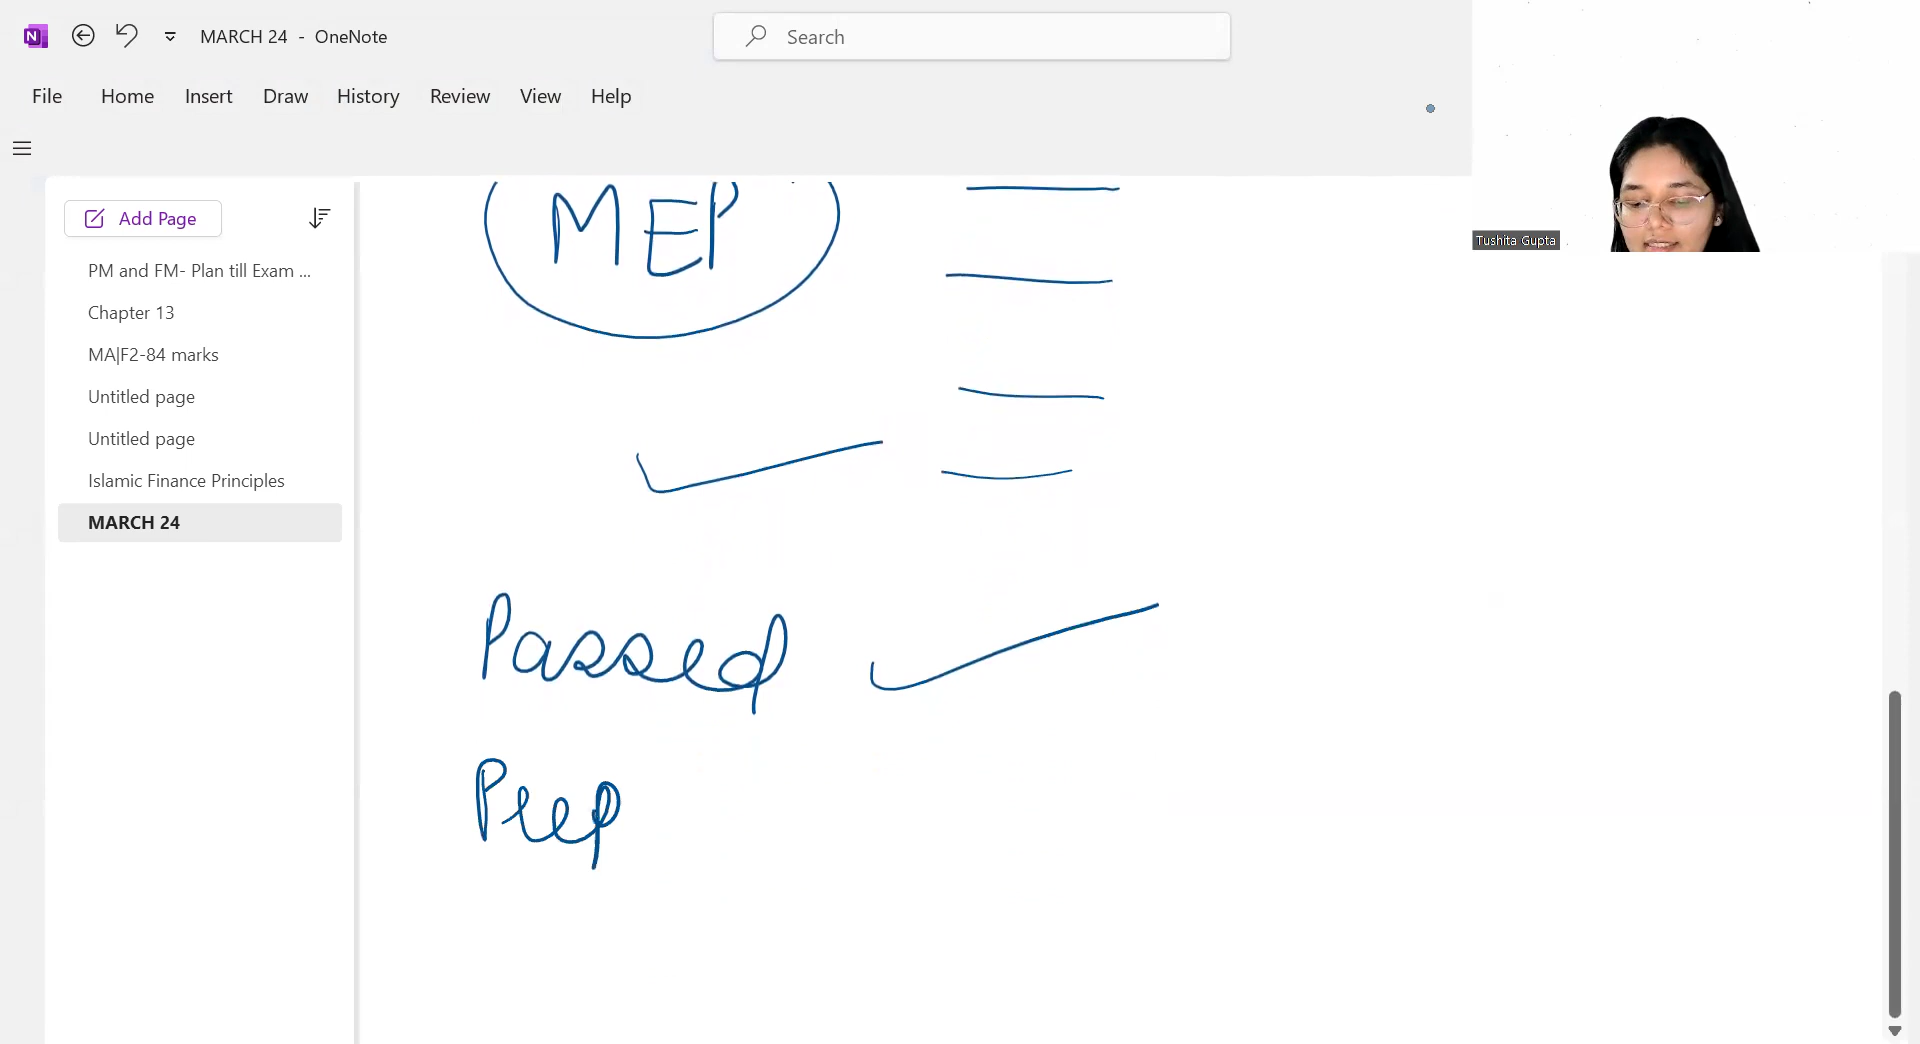 MARCH 24 - OneNote
Search
File Home Insert Draw History Review View Help
Tushita Gupta
Add Page
PM and FM- Plan till Exam ...
Chapter 13
MA|F2-84 marks
Untitled page
Untitled page
Islamic Finance Principles
MARCH 24
MEP
Passed
Prep